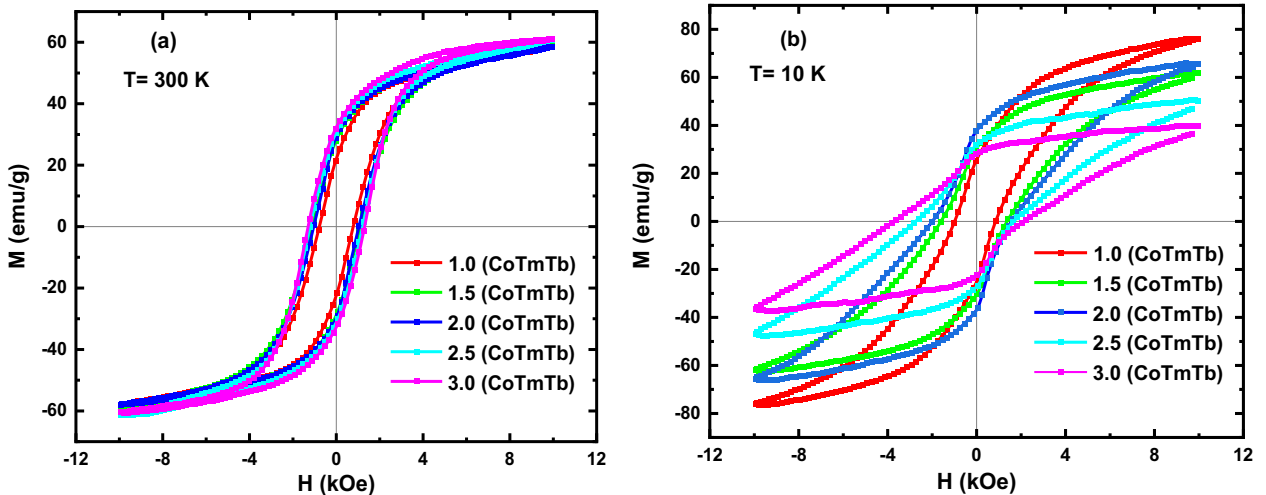 (a)
T= 300 K
M (emu/g)
60
40
20
0
-20
-40
-60
1.0 (CoTmTb)
1.5 (CoTmTb)
2.0 (CoTmTb)
2.5 (CoTmTb)
3.0 (CoTmTb)
-12 -8 -4 0 4 8 12
H (kOe)
(b)
T= 10 K
M (emu/g)
80
60
40
20
0
-20
-40
-60
-80
1.0 (CoTmTb)
1.5 (CoTmTb)
2.0 (CoTmTb)
2.5 (CoTmTb)
3.0 (CoTmTb)
-12 -8 -4 0 4 8 12
H (kOe)